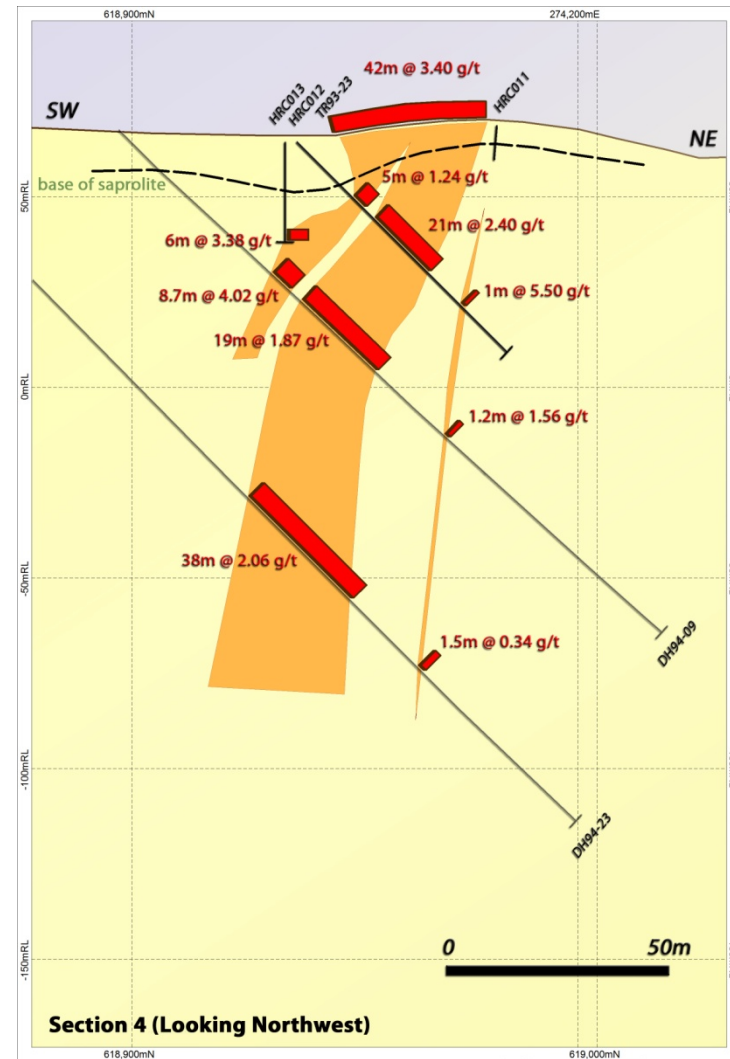 618,900mN
274,200mE
42m @ 3.40 g/t
SW
HRC013
HRC012
TR93-23
HRC011
NE
5m @ 1.24 g/t
base of saprolite
50mRL
21m @ 2.40 g/t
6m @ 3.38 g/t
8.7m @ 4.02 g/t
1m @ 5.50 g/t
19m @ 1.87 g/t
0mRL
1.2m @ 1.56 g/t
38m @ 2.06 g/t
-50mRL
1.5m @ 0.34 g/t
DH94-09
-100mRL
DH94-23
0
50m
-150mRL
Section 4 (Looking Northwest)
618,900mN
619,000mN